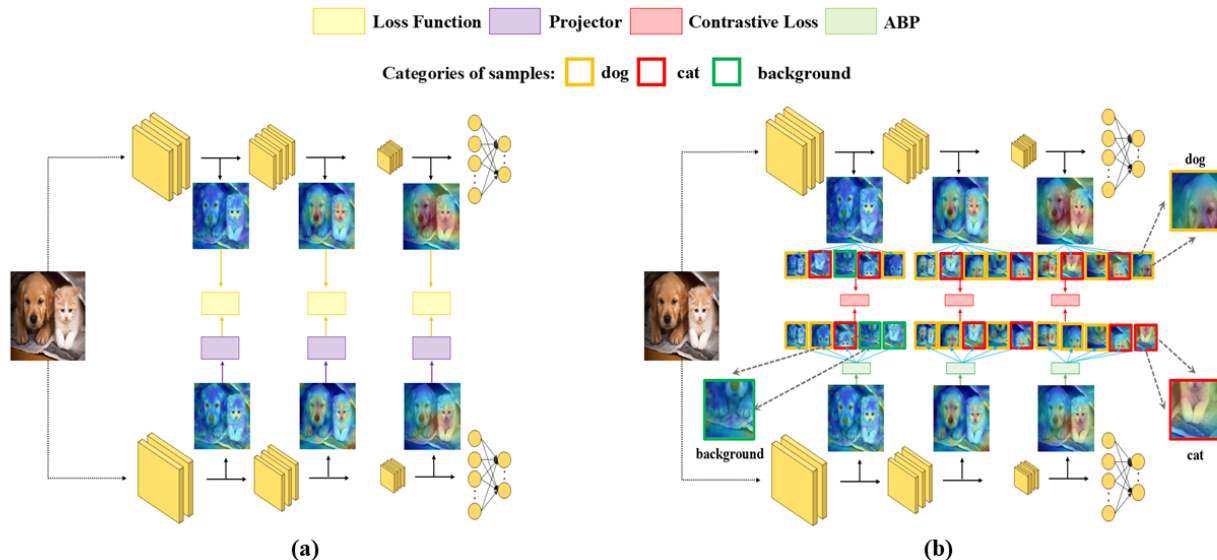 Loss Function Projector Contrastive Loss ABP
Categories of samples: dog cat background
dog
background
cat
(a) (b)